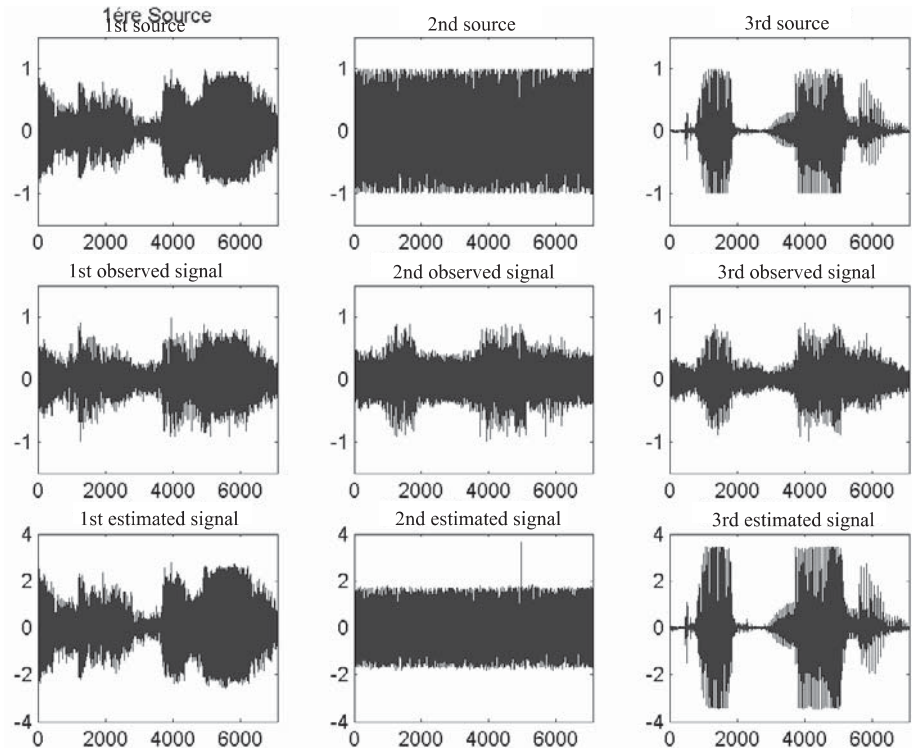 1ére Source
1st source
2nd source
3rd source
1
0
-1
0 2000 4000 6000
1
0
-1
0 2000 4000 6000
1
0
-1
0 2000 4000 6000
1st observed signal
2nd observed signal
3rd observed signal
1
0
-1
0 2000 4000 6000
1
0
-1
0 2000 4000 6000
1
0
-1
0 2000 4000 6000
1st estimated signal
2nd estimated signal
3rd estimated signal
4
2
0
-2
-4
0 2000 4000 6000
4
2
0
-2
-4
0 2000 4000 6000
4
2
0
-2
-4
0 2000 4000 6000